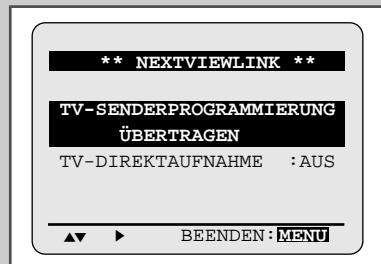 ** NEXTVIEWLINK **
TV-SENDERPROGRAMMIERUNG
ÜBERTRAGEN
TV-DIREKTAUFNAHME :AUS
▲▼ ▶ BEENDEN:MENU